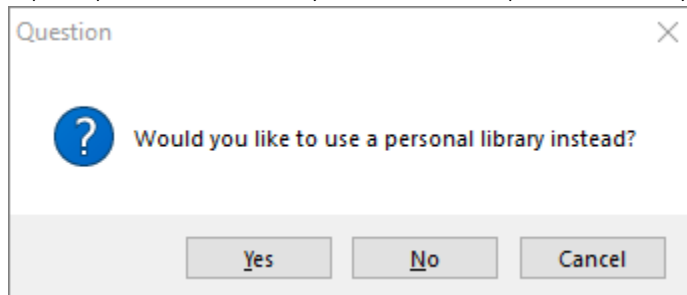 Question
Would you like to use a personal library instead?
Yes
No
Cancel